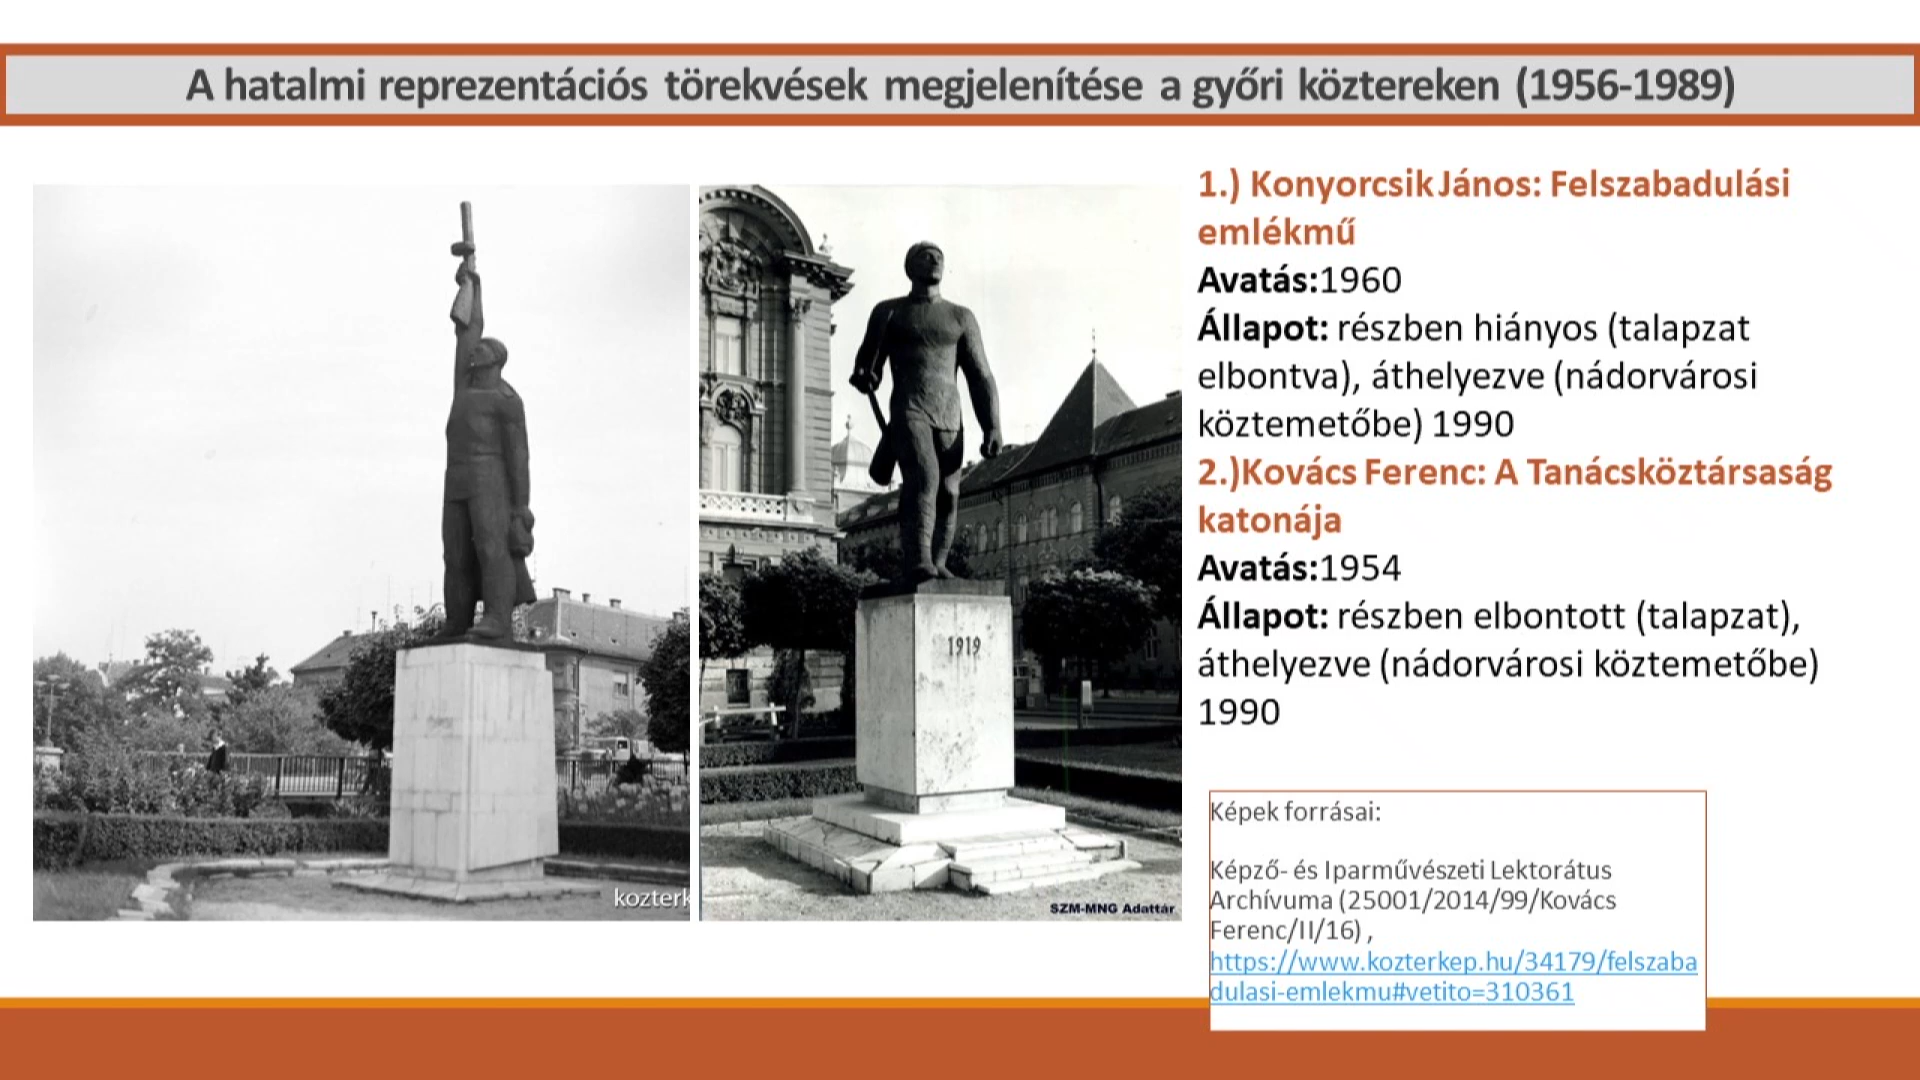 A hatalmi reprezentációs törekvések megjelenítése a győri köztereken (1956-1989)
1.) Konyorcsik János: Felszabadulási
emlékmű
Avatás:1960
Állapot: részben hiányos (talapzat
elbontva), áthelyezve (nádorvárosi
köztemetőbe) 1990
2.)Kovács Ferenc: A Tanácsköztársaság
katonája
Avatás:1954
Állapot: részben elbontott (talapzat),
áthelyezve (nádorvárosi köztemetőbe)
1990
1919
kozterk
SZM-MNG Adattár
Képek forrásai:
Képző- és Iparművészeti Lektorátus
Archívuma (25001/2014/99/Kovács
Ferenc/II/16) ,
https://www.kozterkep.hu/34179/felszaba
dulasi-emlekmu#vetito=310361